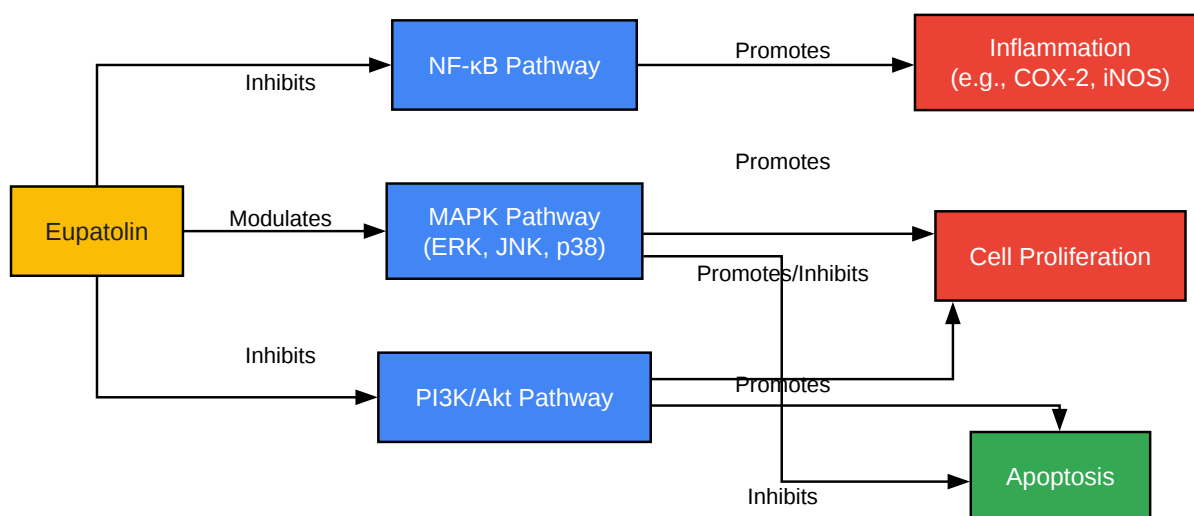 NF-κB Pathway
Promotes
Inflammation
(e.g., COX-2, iNOS)
Inhibits
Promotes
Eupatolin
Modulates
MAPK Pathway
(ERK, JNK, p38)
Cell Proliferation
Promotes/Inhibits
Inhibits
PI3K/Akt Pathway
Promotes
Apoptosis
Inhibits